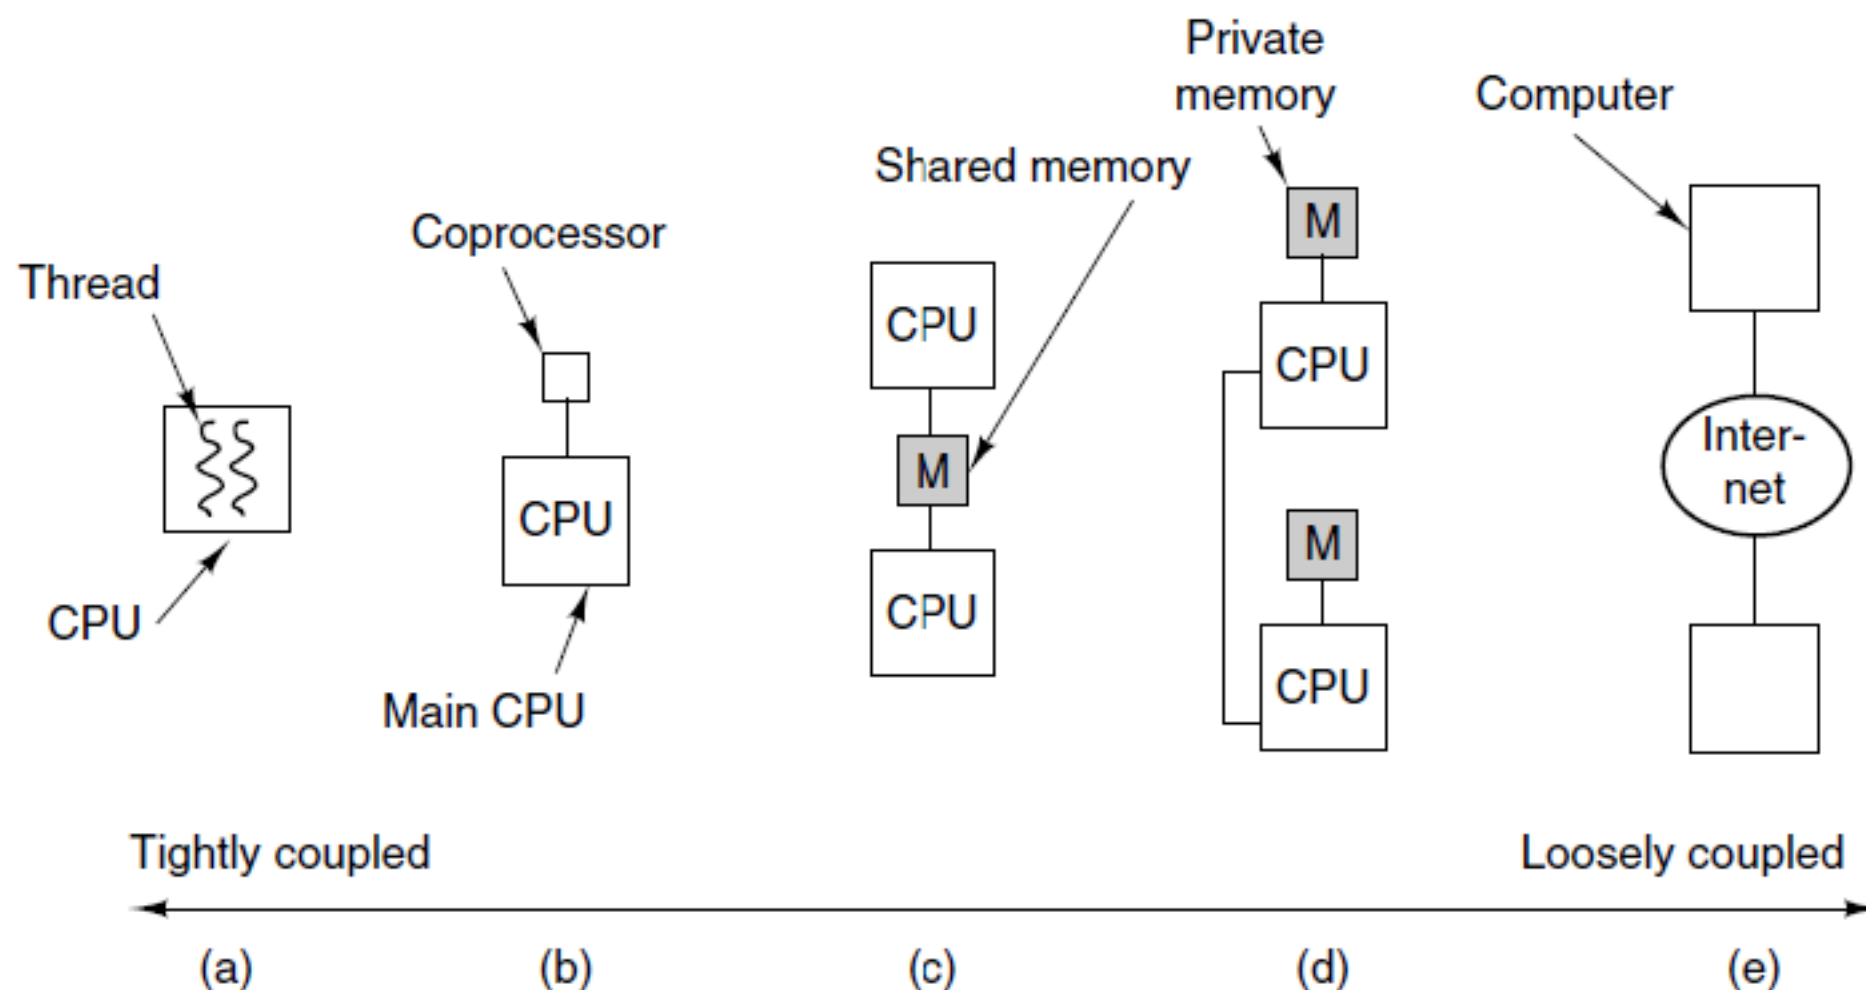 Thread
CPU
Coprocessor
CPU
Main CPU
Shared memory
CPU
M
CPU
Private
memory
M
CPU
M
CPU
Computer
Inter-
net
Tightly coupled
Loosely coupled
(a)
(b)
(c)
(d)
(e)